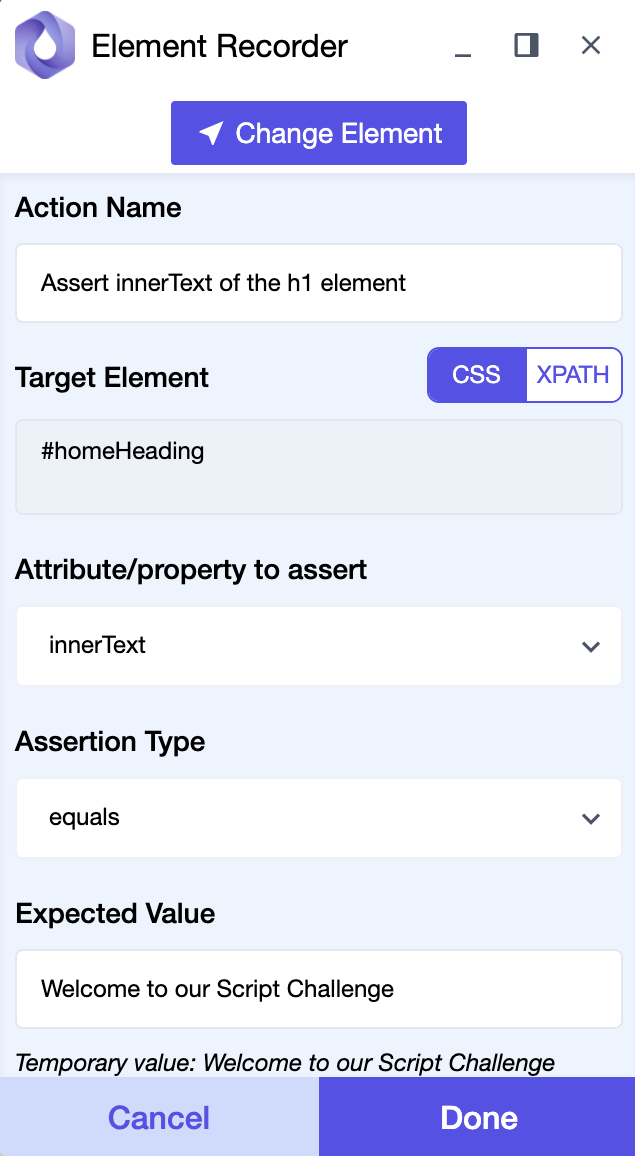 Element Recorder
Change Element
Action Name
Assert innerText of the h1 element
Target Element
CSS XPATH
#homeHeading
Attribute/property to assert
innerText
Assertion Type
equals
Expected Value
Welcome to our Script Challenge
Temporary value: Welcome to our Script Challenge
Cancel Done